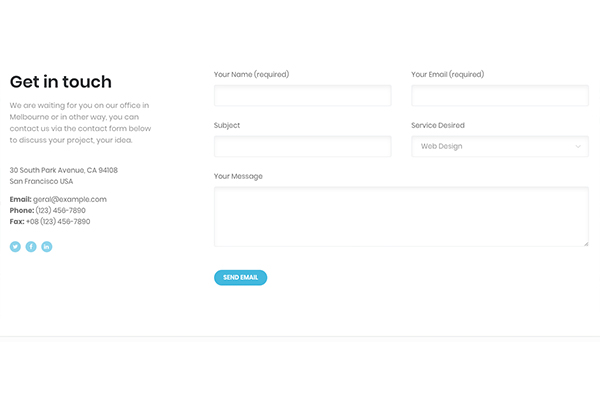 Get in touch
We are waiting for you on our office in
Melbourne or in other way, you can
contact us via the contact form below
to discuss your project, your idea.
30 South Park Avenue, CA 94108
San Francisco USA
Email: geral@example.com
Phone: (123) 456-7890
Fax: +08 (123) 456-7890
Your Name (required)
Your Email (required)
Subject
Service Desired
Web Design
Your Message
SEND EMAIL